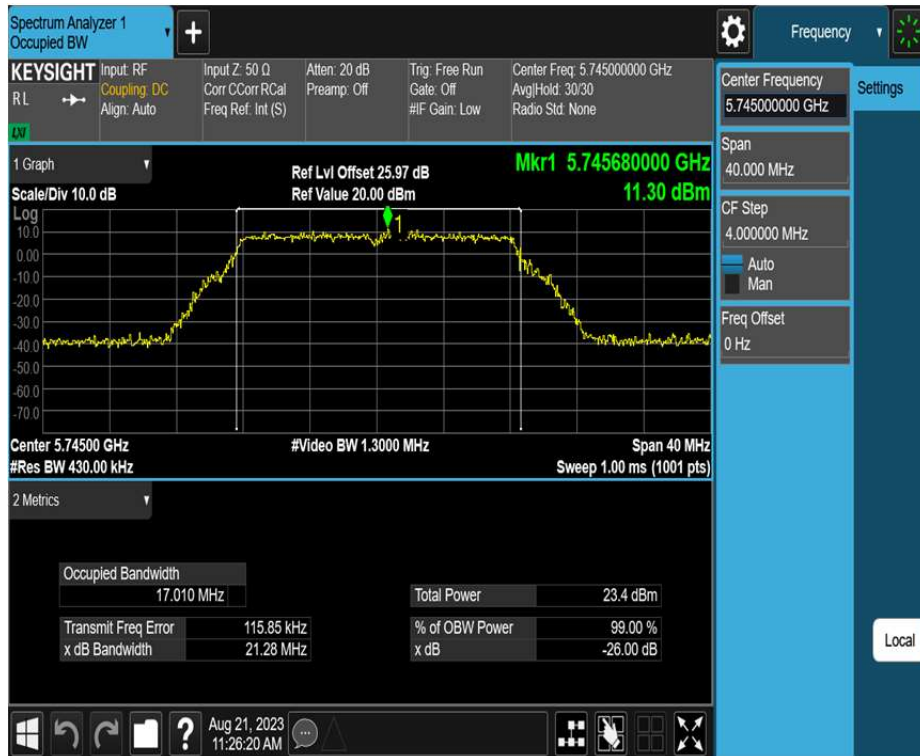 Spectrum Analyzer 1
Occupied BW
+
Frequency
KEYSIGHT
RL
LXI
Input: RF
Coupling: DC
Align: Auto
Input Z: 50 Ω
Corr CCorr RCal
Freq Ref: Int (S)
Atten: 20 dB
Preamp: Off
Trig: Free Run
Gate: Off
#IF Gain: Low
Center Freq: 5.745000000 GHz
Avg|Hold: 30/30
Radio Std: None
Center Frequency
5.745000000 GHz
Settings
Span
40.000 MHz
CF Step
4.000000 MHz
Auto
Man
Freq Offset
0 Hz
1 Graph
Scale/Div 10.0 dB
Ref Lvl Offset 25.97 dB
Ref Value 20.00 dBm
Mkr1 5.745680000 GHz
11.30 dBm
Log
10.0
0.00
-10.0
-20.0
-30.0
-40.0
-50.0
-60.0
-70.0
1
Center 5.74500 GHz
#Video BW 1.3000 MHz
Span 40 MHz
#Res BW 430.00 kHz
Sweep 1.00 ms (1001 pts)
2 Metrics
Occupied Bandwidth
17.010 MHz
Total Power 23.4 dBm
Transmit Freq Error 115.85 kHz
% of OBW Power 99.00 %
x dB Bandwidth 21.28 MHz
x dB -26.00 dB
Local
?
Aug 21, 2023
11:26:20 AM